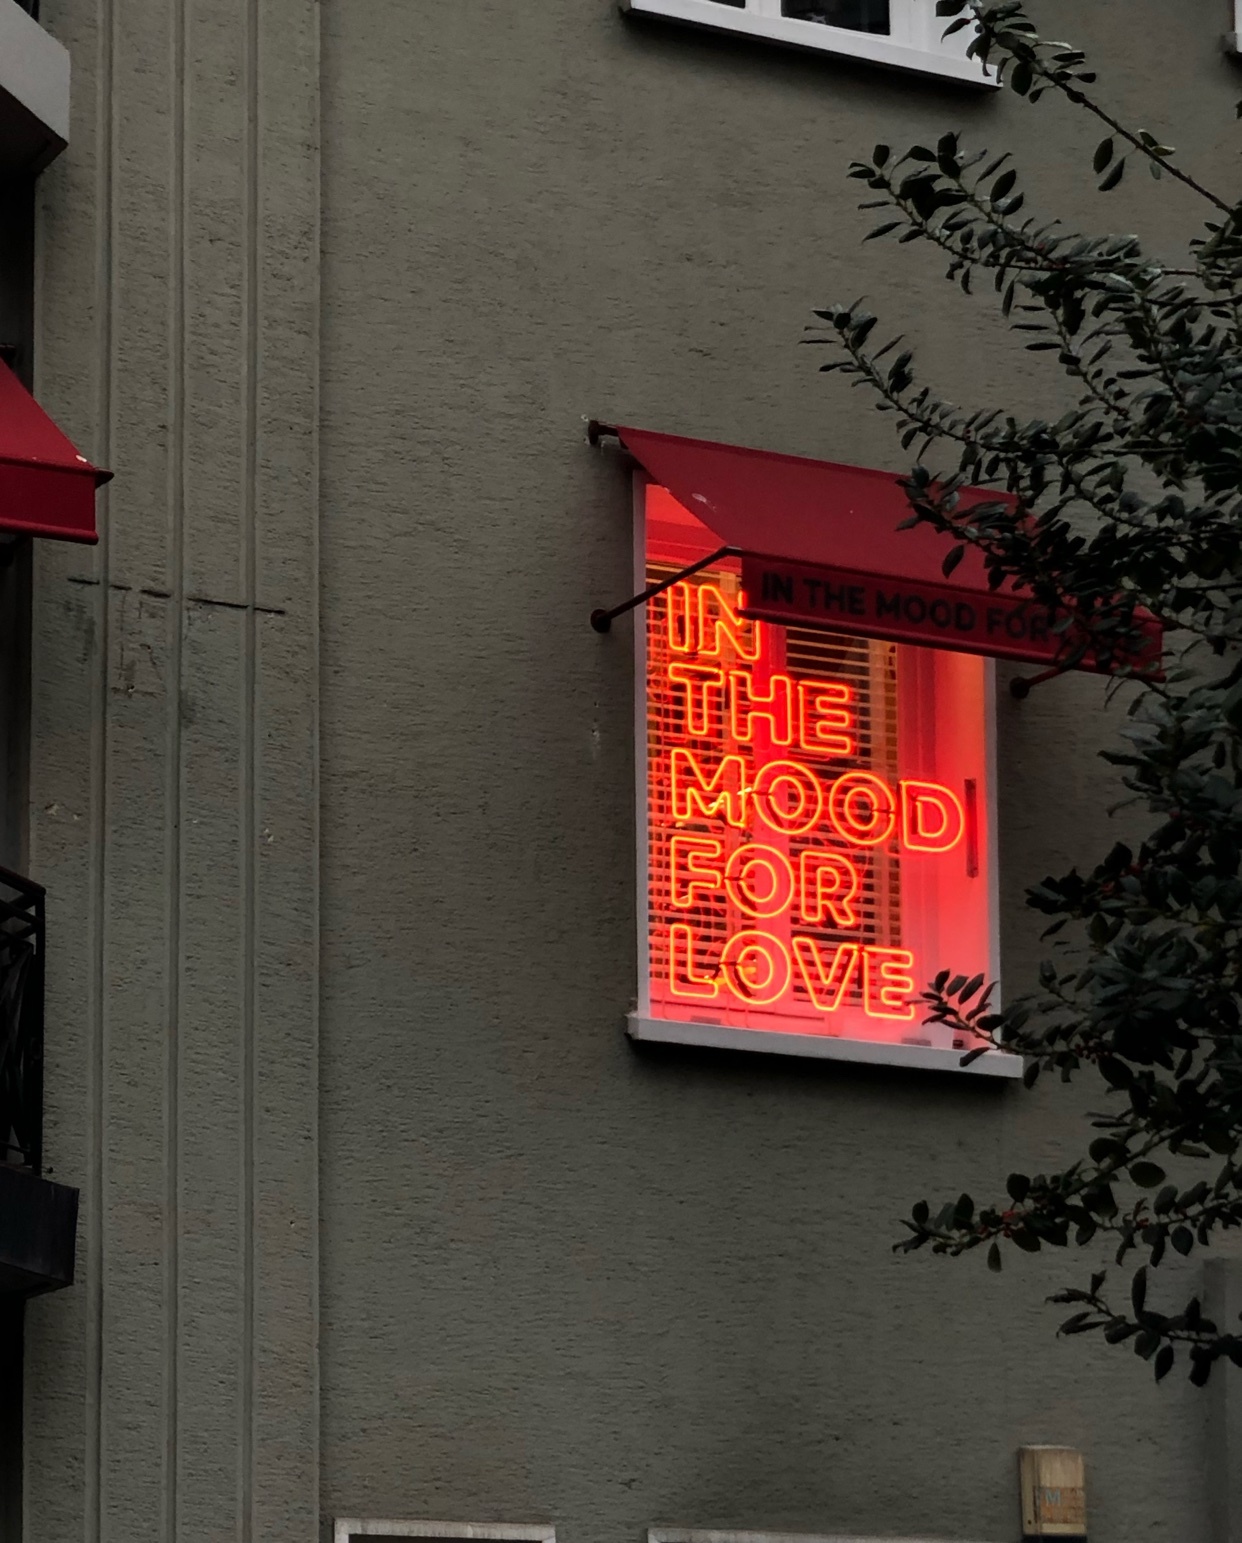 IN THE MOOD FOR
IN
THE
MOOD
FOR
LOVE